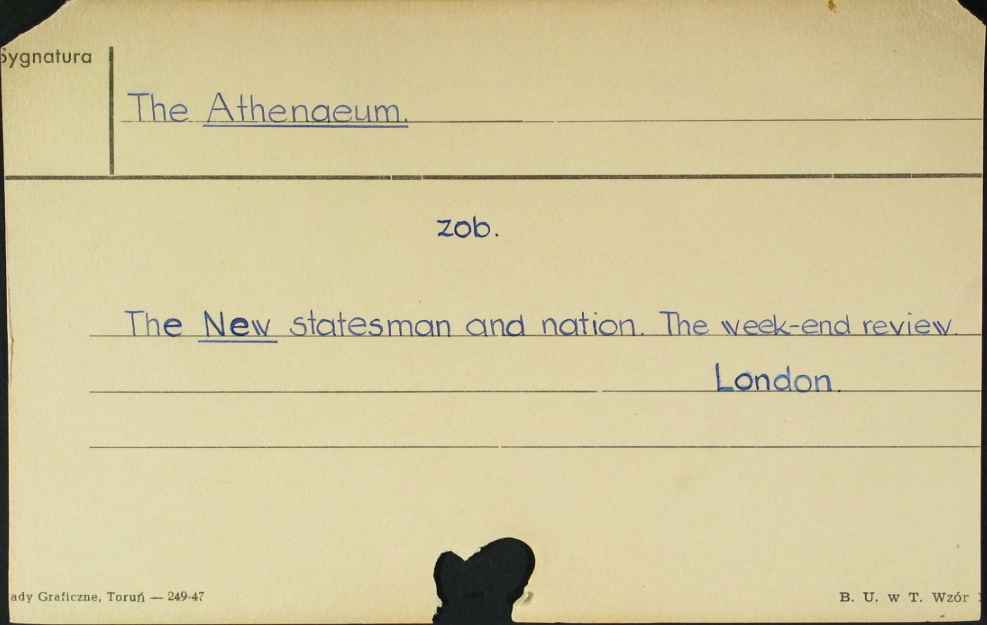 Sygnatura
The Athenaeum.
zob.
The New statesman and nation. The week-end review.
London.
ady Graficzne, Toruń — 249-47
B. U. w T. Wzór